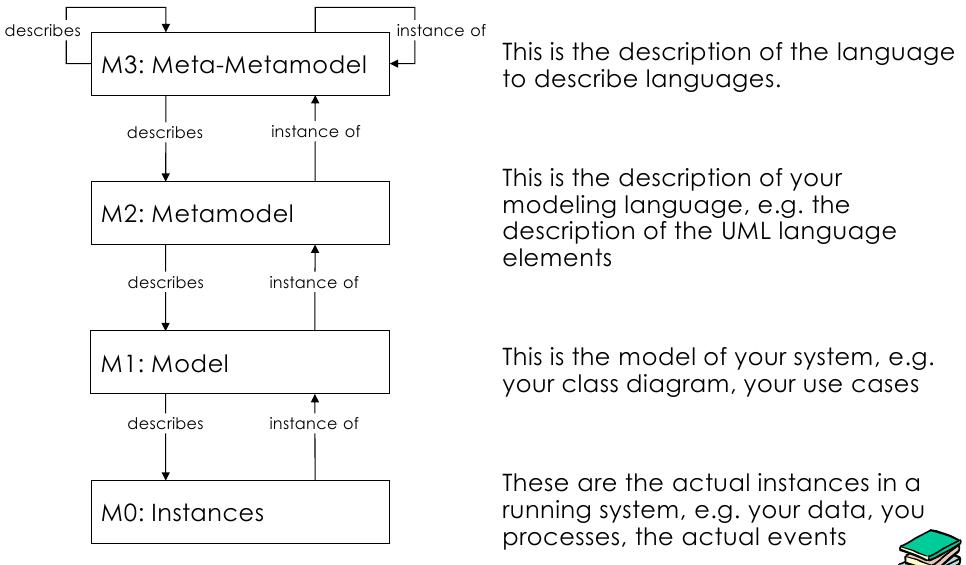 describes
instance of
M3: Meta-Metamodel
This is the description of the language
to describe languages.
describes
instance of
M2: Metamodel
This is the description of your
modeling language, e.g. the
description of the UML language
elements
describes
instance of
M1: Model
This is the model of your system, e.g.
your class diagram, your use cases
describes
instance of
M0: Instances
These are the actual instances in a
running system, e.g. your data, you
processes, the actual events